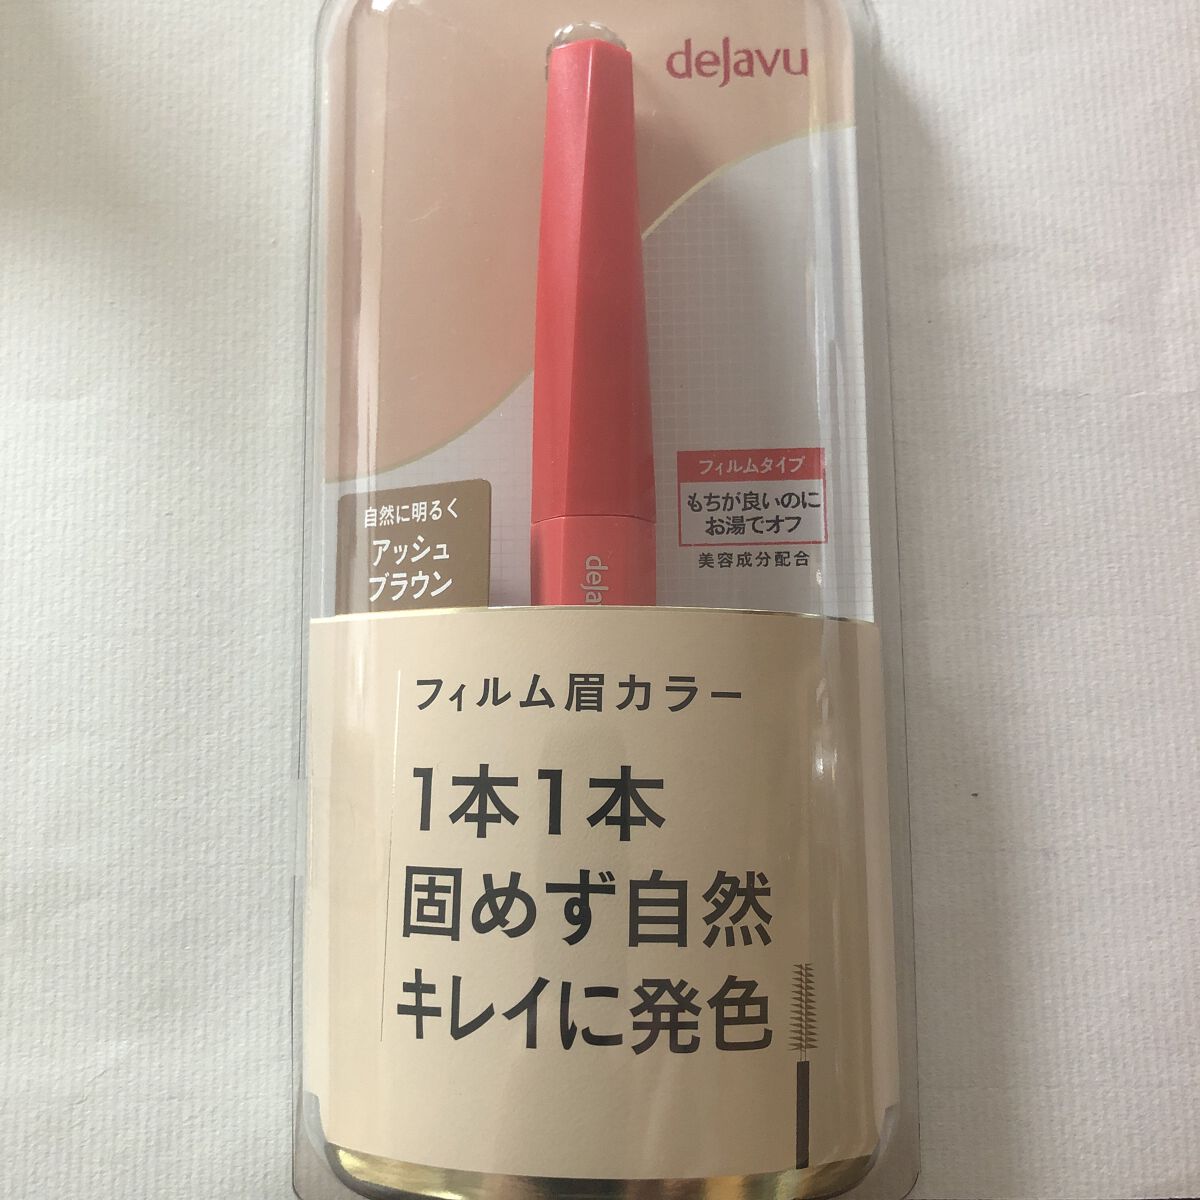 dejavu
フィルムタイプ
もちが良いのに
お湯でオフ
美容成分配合
自然に明るく
アッシュ
ブラウン
deja
フィルム眉カラー
1本1本
固めず自然
キレイに発色